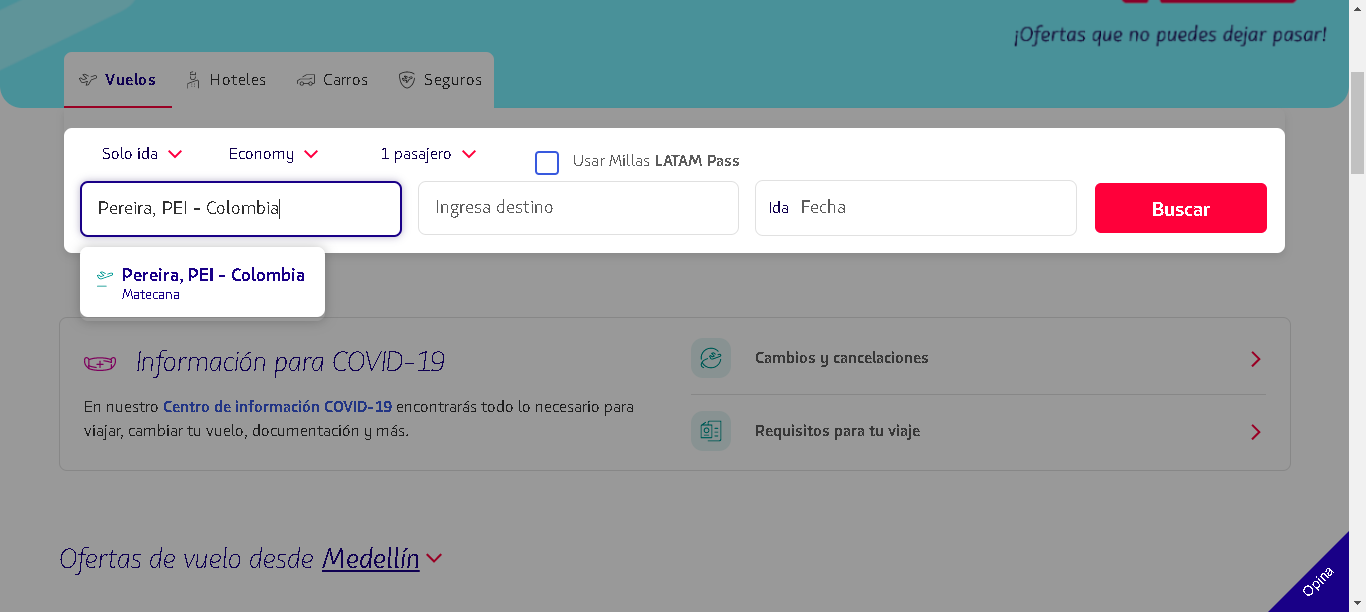 ¡Ofertas que no puedes dejar pasar!
Vuelos Hoteles Carros Seguros
Solo ida Economy 1 pasajero Usar Millas LATAM Pass
Pereira, PEI - Colombia Ingresa destino Ida Fecha Buscar
Pereira, PEI - Colombia
Matecana
Información para COVID-19
En nuestro Centro de información COVID-19 encontrarás todo lo necesario para
viajar, cambiar tu vuelo, documentación y más.
Cambios y cancelaciones
Requisitos para tu viaje
Ofertas de vuelo desde Medellín
Opina